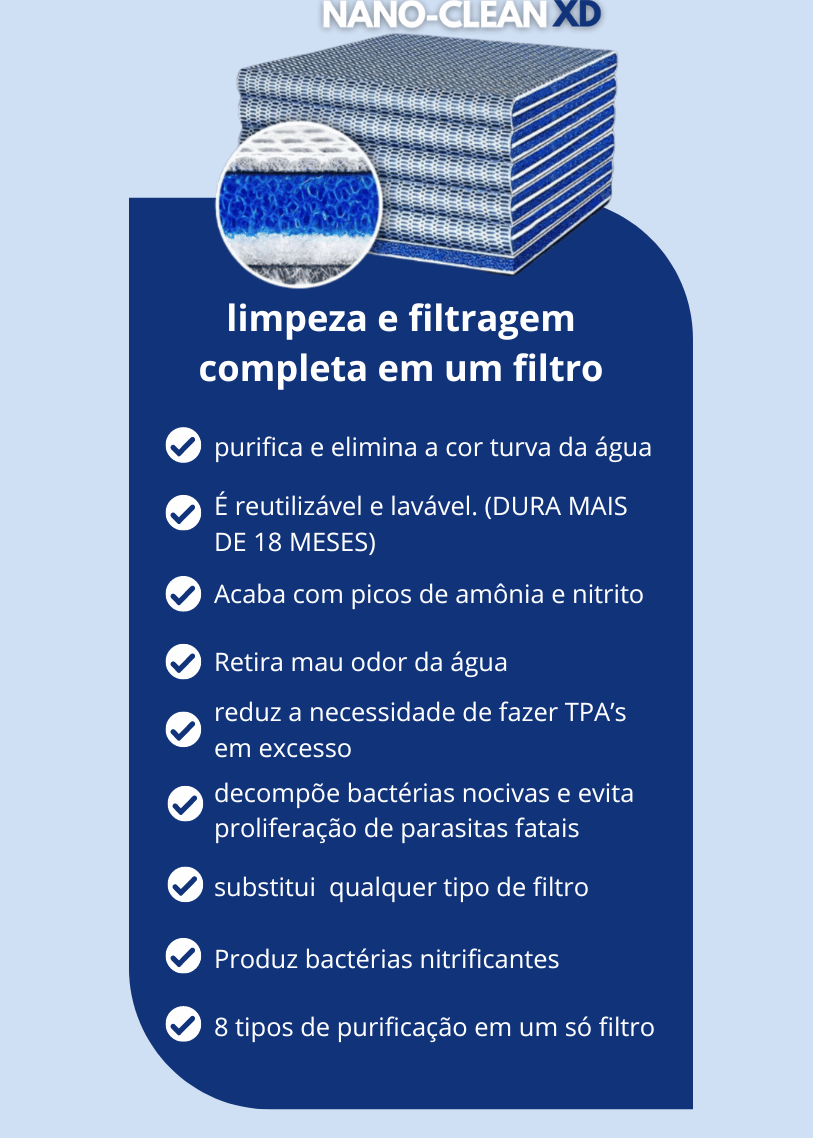 NANO-CLEAN XD
limpeza e filtragem
completa em um filtro
purifica e elimina a cor turva da água
É reutilizável e lavável. (DURA MAIS
DE 18 MESES)
Acaba com picos de amônia e nitrito
Retira mau odor da água
reduz a necessidade de fazer TPA’s
em excesso
decompõe bactérias nocivas e evita
proliferação de parasitas fatais
substitui  qualquer tipo de filtro
Produz bactérias nitrificantes
8 tipos de purificação em um só filtro